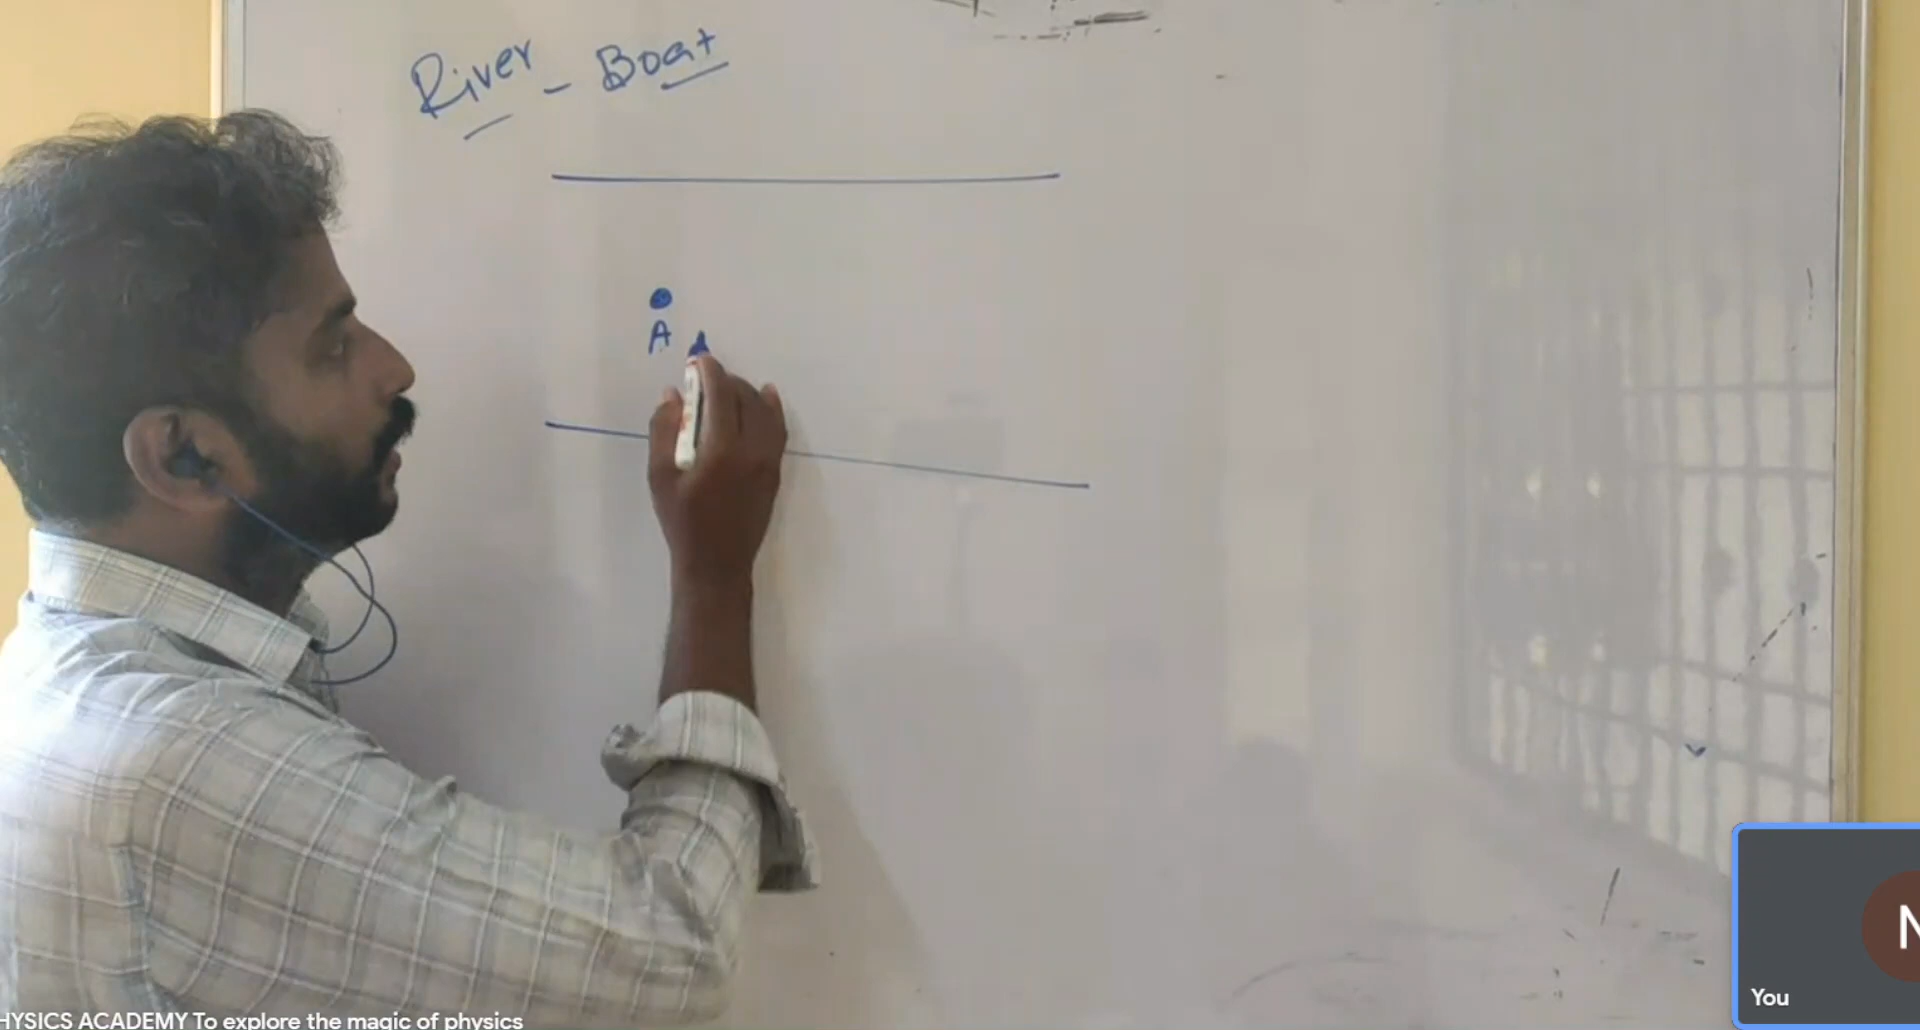 River - Boat
A
HYSICS ACADEMY To explore the magic of physics
You
N